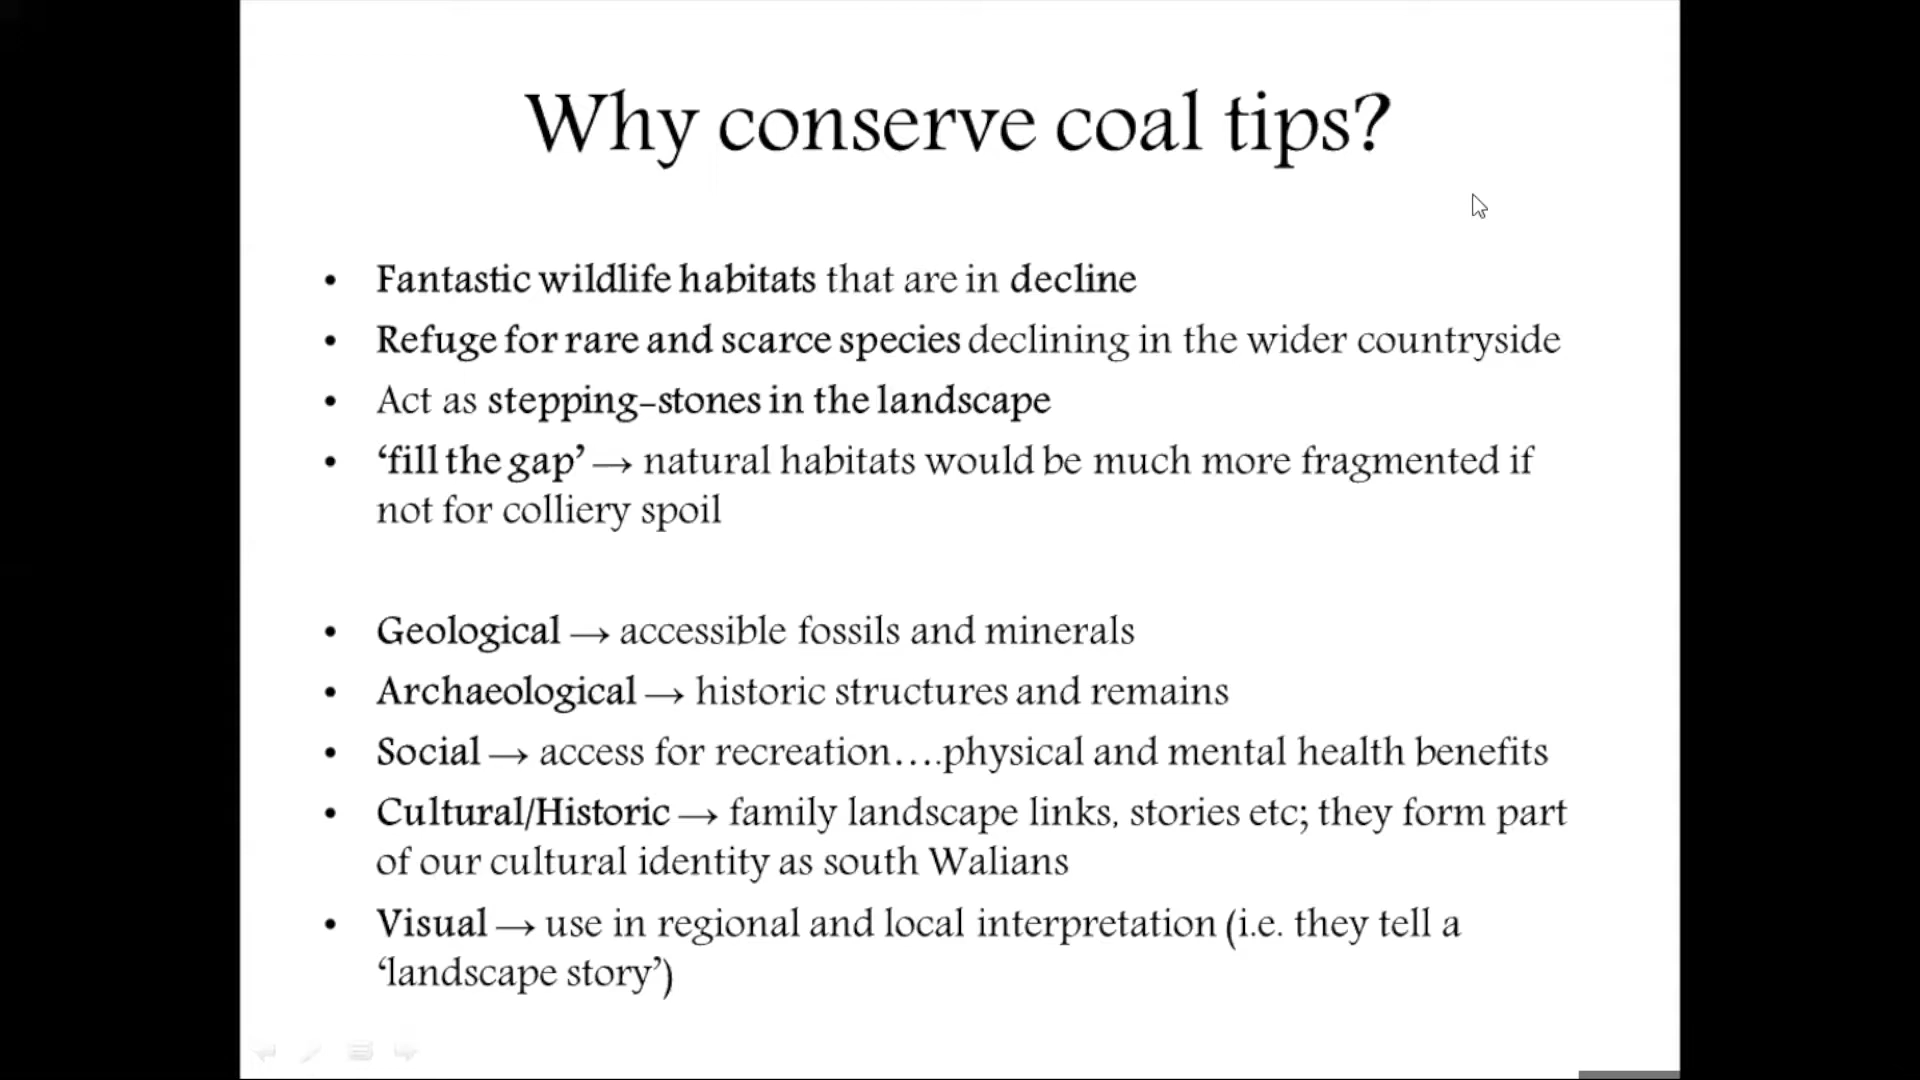 Why conserve coal tips?
• Fantastic wildlife habitats that are in decline
• Refuge for rare and scarce species declining in the wider countryside
• Act as stepping-stones in the landscape
• ‘fill the gap’ → natural habitats would be much more fragmented if
not for colliery spoil
• Geological → accessible fossils and minerals
• Archaeological → historic structures and remains
• Social → access for recreation….physical and mental health benefits
• Cultural/Historic → family landscape links, stories etc; they form part
of our cultural identity as south Walians
• Visual → use in regional and local interpretation (i.e. they tell a
‘landscape story’)